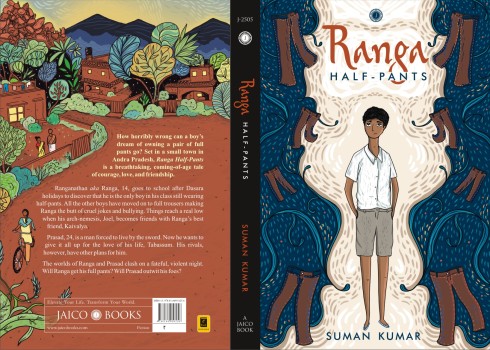 How horribly wrong can a boy's
dream of owning a pair of full
pants go? Set in a small town in
Andra Pradesh, Ranga Half-Pants
is a breathtaking, coming-of-age tale
of courage, love, and friendship.
Ranganathan aka Ranga, 14, goes to school after Dasara
holidays to discover that he is the only boy in his class still wearing
half-pants. All the other boys have moved on to full trousers making
Ranga the butt of cruel jokes and bullying. Things reach a real low
when his arch-nemesis, Joel, becomes friends with Ranga's best
friend, Kaivalya.
Prasad, 24, is a man forced to live by the sword. Now he wants to
give it all up for the love of his life, Tabassum. His rivals,
however, have other plans for him.
The worlds of Ranga and Prasad clash on a fateful, violent night.
Will Ranga get his full pants? Will Prasad outwit his foes?
Electric Your Life, Transform Your World.
JAICO BOOKS
www.jaicobooks.com
Fiction
J-2503
Ranga
HALF-PANTS
SUMAN KUMAR
A
JAICO
BOOK
Ranga
HALF-PANTS
SUMAN KUMAR